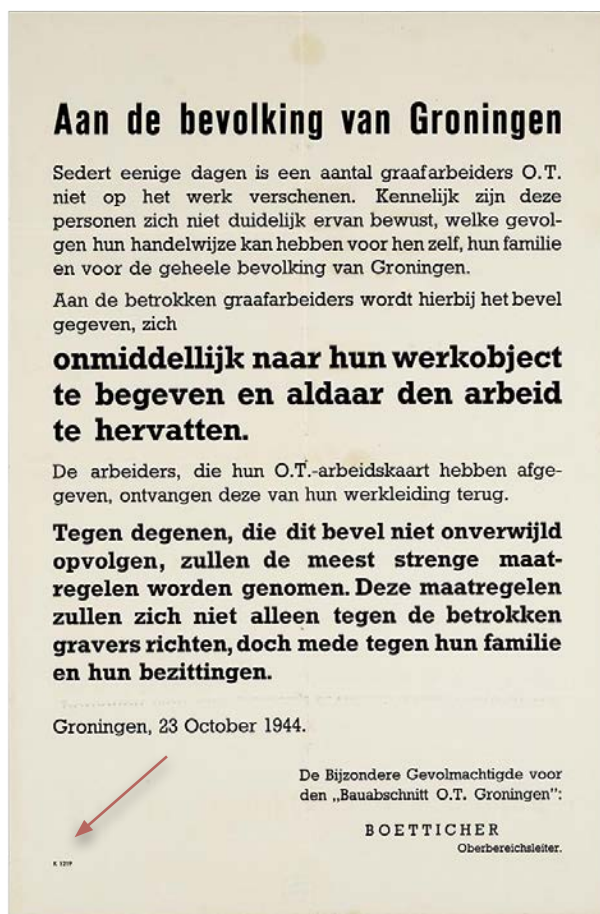 Aan de bevolking van Groningen
Sedert eenige dagen is een aantal graafarbeiders O.T.
niet op het werk verschenen. Kennelijk zijn deze
personen zich niet duidelijk ervan bewust, welke gevol-
gen hun handelwijze kan hebben voor hen zelf, hun familie
en voor de geheele bevolking van Groningen.
Aan de betrokken graafarbeiders wordt hierbij het bevel
gegeven, zich
onmiddellijk naar hun werkobject
te begeven en aldaar den arbeid
te hervatten.
De arbeiders, die hun O.T.-arbeidskaart hebben afge-
geven, ontvangen deze van hun werkleiding terug.
Tegen degenen, die dit bevel niet onverwijld
opvolgen, zullen de meest strenge maat-
regelen worden genomen. Deze maatregelen
zullen zich niet alleen tegen de betrokken
gravers richten, doch mede tegen hun familie
en hun bezittingen.
Groningen, 23 October 1944.
De Bijzondere Gevolmachtigde voor
den „Bauabschnitt O.T. Groningen":
BOETTICHER
Oberbereichsleiter.
K 1219